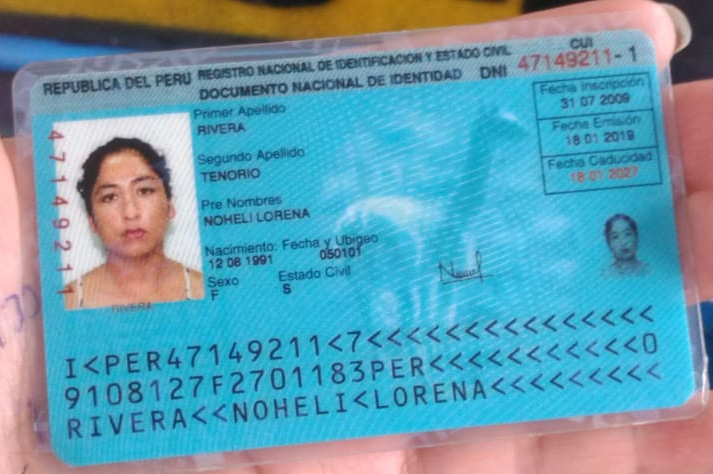 REPUBLICA DEL PERU REGISTRO NACIONAL DE IDENTIFICACION Y ESTADO CIVIL
DOCUMENTO NACIONAL DE IDENTIDAD DNI
CUI
47149211-1
Primer Apellido
RIVERA
Segundo Apellido
TENORIO
Pre Nombres
NOHELI LORENA
Nacimiento: Fecha y Ubigeo
12 08 1991 050101
Sexo Estado Civil
F S
Fecha Inscripción
31 07 2009
Fecha Emisión
18 01 2019
Fecha Caducidad
18 01 2027
47149211
RIVERA
I<PER47149211<7<<<<<<<<<<<<<<<
9108127F2701183PER<<<<<<<<<<<0
RIVERA<<NOHELI<LORENA<<<<<<<<<